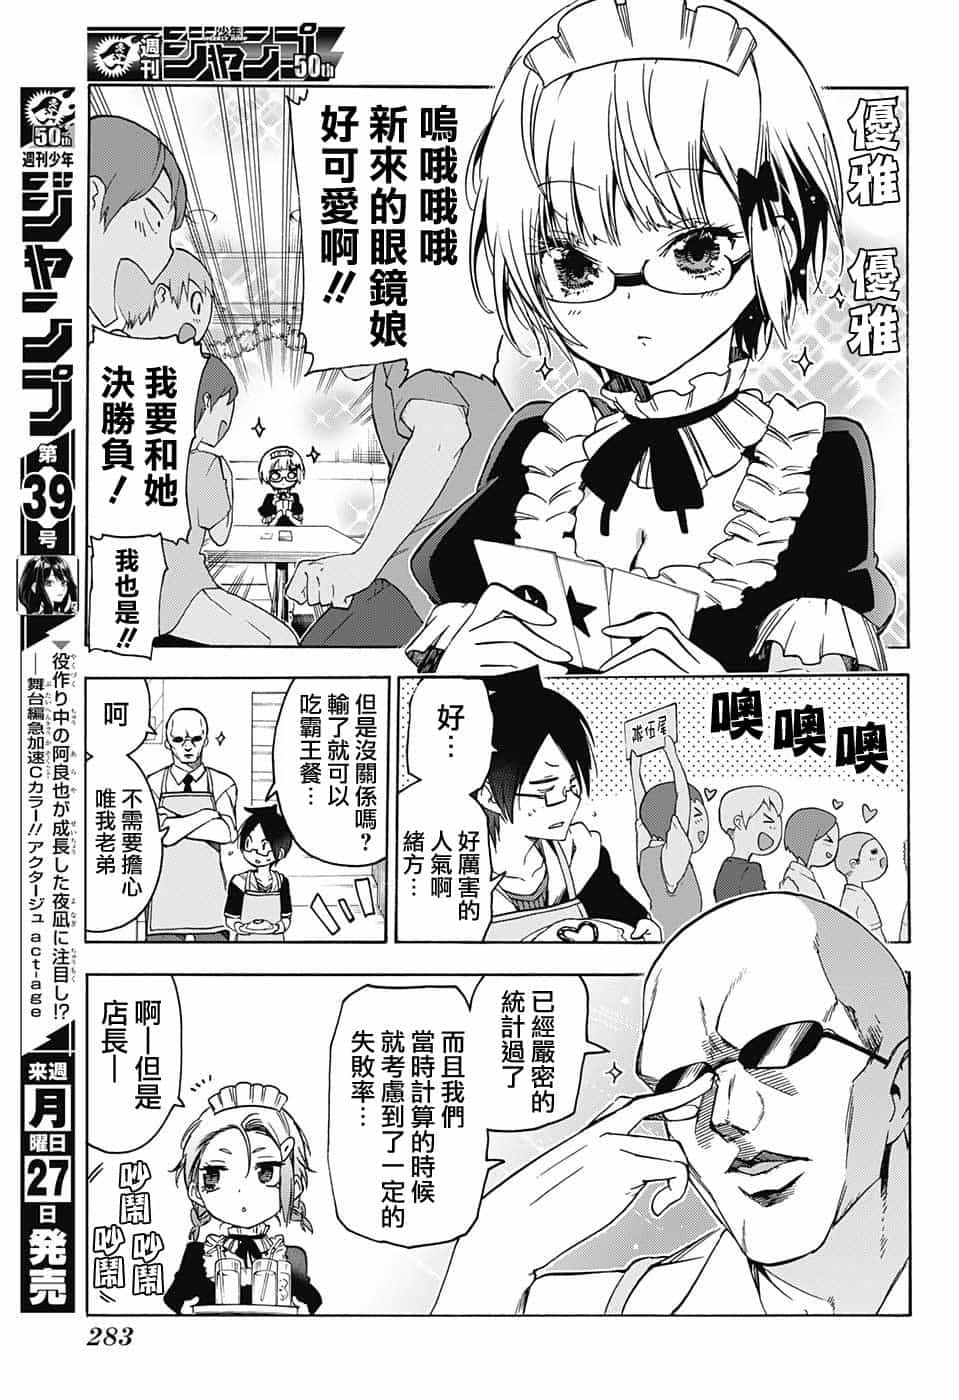 週刊
少年
ジャンプ
50th
優雅
優雅
嗚哦哦哦
新來的眼鏡娘
好可愛啊!!
我要和她
決勝負!
我也是!!
噢
噢
噢
隊伍尾
好…
好厲害的
人氣啊
緒方…
但是沒關係嗎?
輸了就可以
吃霸王餐…
呵
不需要擔心
唯我老弟
已經嚴密的
統計過了
而且我們
當時計算的時候
就考慮到了一定的
失敗率…
啊—但是
店長—
吵鬧
吵鬧
50th
週刊少年
ジャンプ
第
39
号
役作り中の阿良也が成長した夜凪に注目し!?
舞台編急加速Cカラー!! アクタージュ act-age
来週
月
曜日
27
日
発売
283